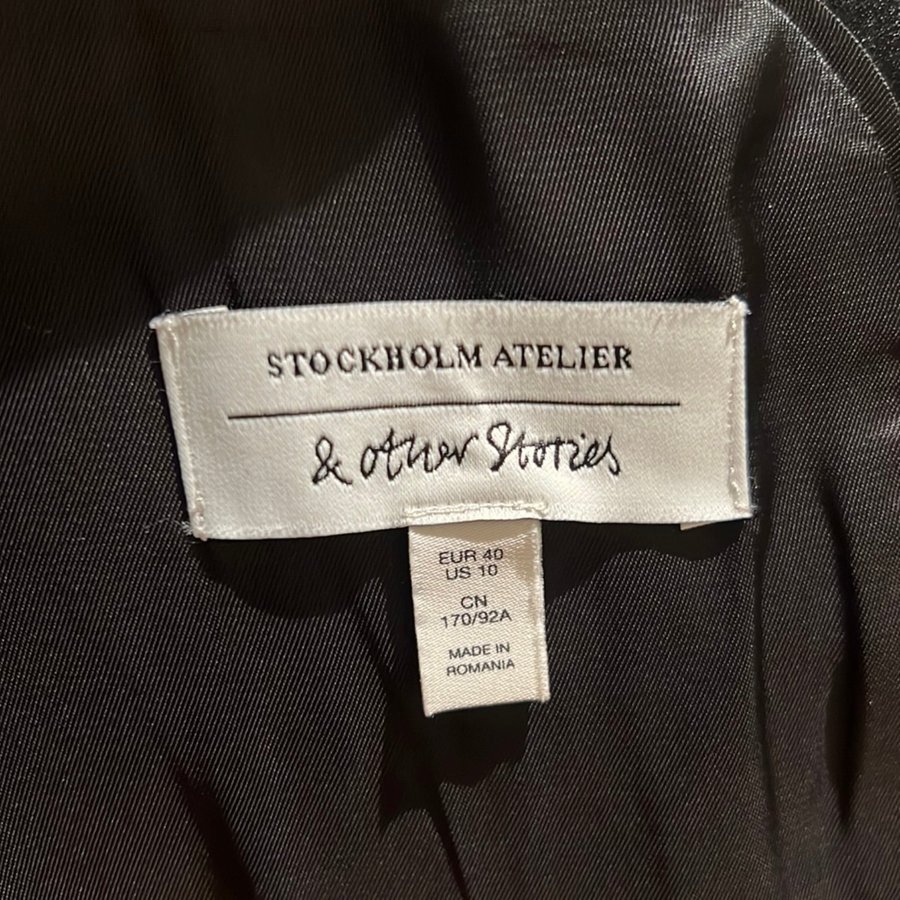 STOCKHOLM ATELIER
& other Stories
EUR 40
US 10
CN
170/92A
MADE IN
ROMANIA